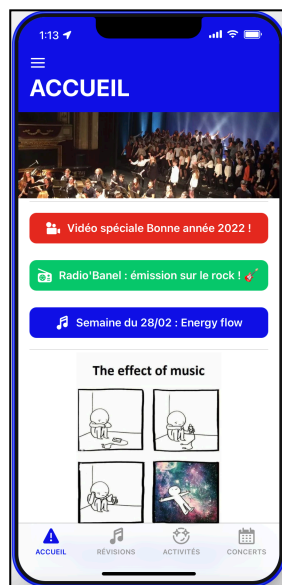 1:13
ACCUEIL
Vidéo spéciale Bonne année 2022 !
Radio'Banel : émission sur le rock ! 🎸
Semaine du 28/02 : Energy flow
The effect of music
ACCUEIL RÉVISIONS ACTIVITÉS CONCERTS